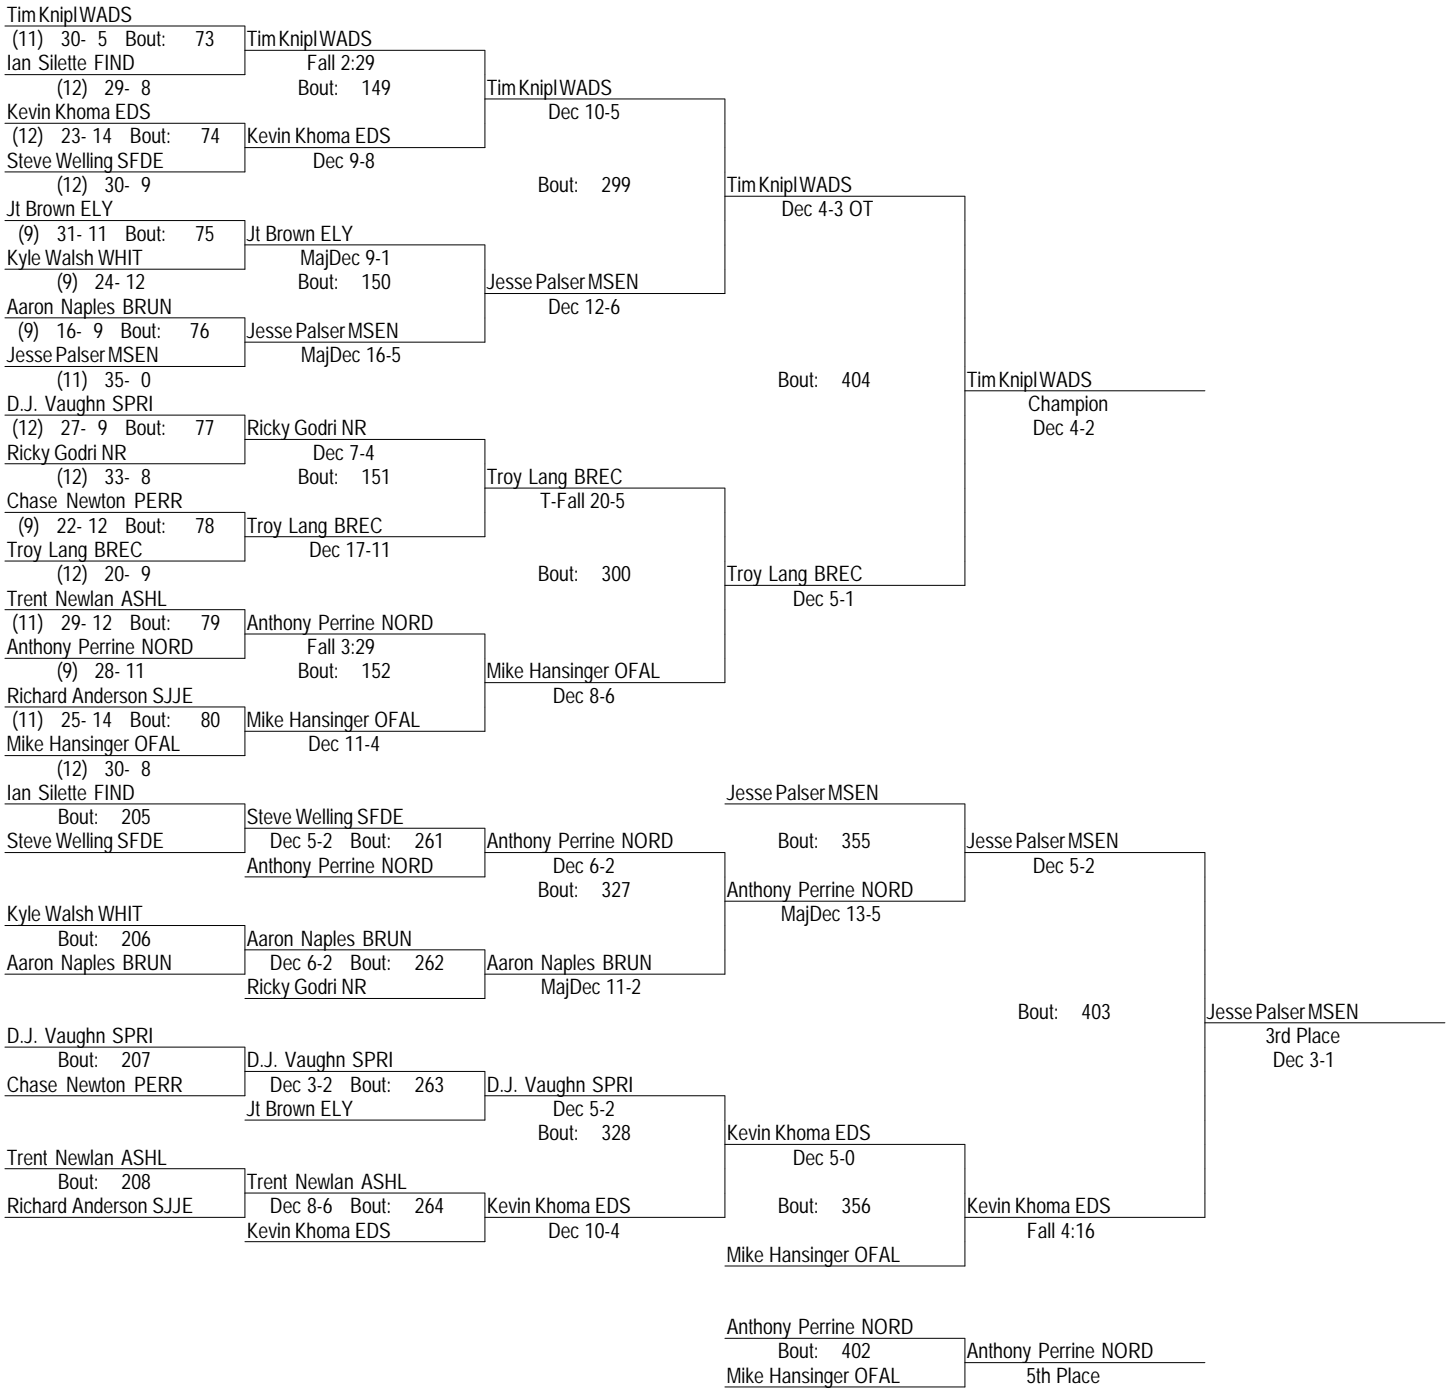 Tim Knipl WADS
(11) 30- 5 Bout: 73 Tim Knipl WADS
Ian Silette FIND Fall 2:29
(12) 29- 8 Bout: 149 Tim Knipl WADS
Kevin Khoma EDS Dec 10-5
(12) 23- 14 Bout: 74 Kevin Khoma EDS
Steve Welling SFDE Dec 9-8
(12) 30- 9 Bout: 299 Tim Knipl WADS
Jt Brown ELY Dec 4-3 OT
(9) 31- 11 Bout: 75 Jt Brown ELY
Kyle Walsh WHIT MajDec 9-1
(9) 24- 12 Bout: 150 Jesse Palser MSEN
Aaron Naples BRUN Dec 12-6
(9) 16- 9 Bout: 76 Jesse Palser MSEN
Jesse Palser MSEN MajDec 16-5
(11) 35- 0 Bout: 404 Tim Knipl WADS
D.J. Vaughn SPRI Champion
(12) 27- 9 Bout: 77 Ricky Godri NR Dec 4-2
Ricky Godri NR Dec 7-4
(12) 33- 8 Bout: 151 Troy Lang BREC
Chase Newton PERR T-Fall 20-5
(9) 22- 12 Bout: 78 Troy Lang BREC
Troy Lang BREC Dec 17-11
(12) 20- 9 Bout: 300 Troy Lang BREC
Trent Newlan ASHL Dec 5-1
(11) 29- 12 Bout: 79 Anthony Perrine NORD
Anthony Perrine NORD Fall 3:29
(9) 28- 11 Bout: 152 Mike Hansinger OFAL
Richard Anderson SJJE Dec 8-6
(11) 25- 14 Bout: 80 Mike Hansinger OFAL
Mike Hansinger OFAL Dec 11-4
(12) 30- 8
Ian Silette FIND Jesse Palser MSEN
Bout: 205 Steve Welling SFDE
Steve Welling SFDE Dec 5-2 Bout: 261 Anthony Perrine NORD Bout: 355 Jesse Palser MSEN
Anthony Perrine NORD Dec 6-2 Dec 5-2
Bout: 327 Anthony Perrine NORD
Kyle Walsh WHIT MajDec 13-5
Bout: 206 Aaron Naples BRUN
Aaron Naples BRUN Dec 6-2 Bout: 262 Aaron Naples BRUN
Ricky Godri NR MajDec 11-2
Bout: 403 Jesse Palser MSEN
D.J. Vaughn SPRI 3rd Place
Bout: 207 D.J. Vaughn SPRI Dec 3-1
Chase Newton PERR Dec 3-2 Bout: 263 D.J. Vaughn SPRI
Jt Brown ELY Dec 5-2
Bout: 328 Kevin Khoma EDS
Trent Newlan ASHL Dec 5-0
Bout: 208 Trent Newlan ASHL
Richard Anderson SJJE Dec 8-6 Bout: 264 Kevin Khoma EDS Bout: 356 Kevin Khoma EDS
Kevin Khoma EDS Dec 10-4 Fall 4:16
Mike Hansinger OFAL
Anthony Perrine NORD
Bout: 402 Anthony Perrine NORD
Mike Hansinger OFAL 5th Place